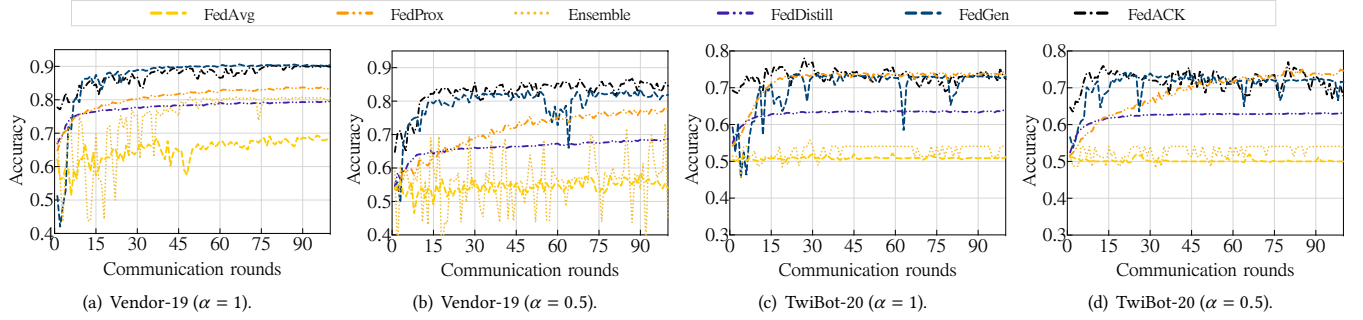 FedAvg FedProx Ensemble FedDistill FedGen FedACK
Accuracy
0.9
0.8
0.7
0.6
0.5
0.4
0 15 30 45 60 75 90
Communication rounds
(a) Vendor-19 (α = 1).
Accuracy
0.9
0.8
0.7
0.6
0.5
0.4
0 15 30 45 60 75 90
Communication rounds
(b) Vendor-19 (α = 0.5).
Accuracy
0.8
0.7
0.6
0.5
0.4
0.3
0 15 30 45 60 75 90
Communication rounds
(c) TwiBot-20 (α = 1).
Accuracy
0.8
0.7
0.6
0.5
0.4
0.3
0 15 30 45 60 75 90
Communication rounds
(d) TwiBot-20 (α = 0.5).